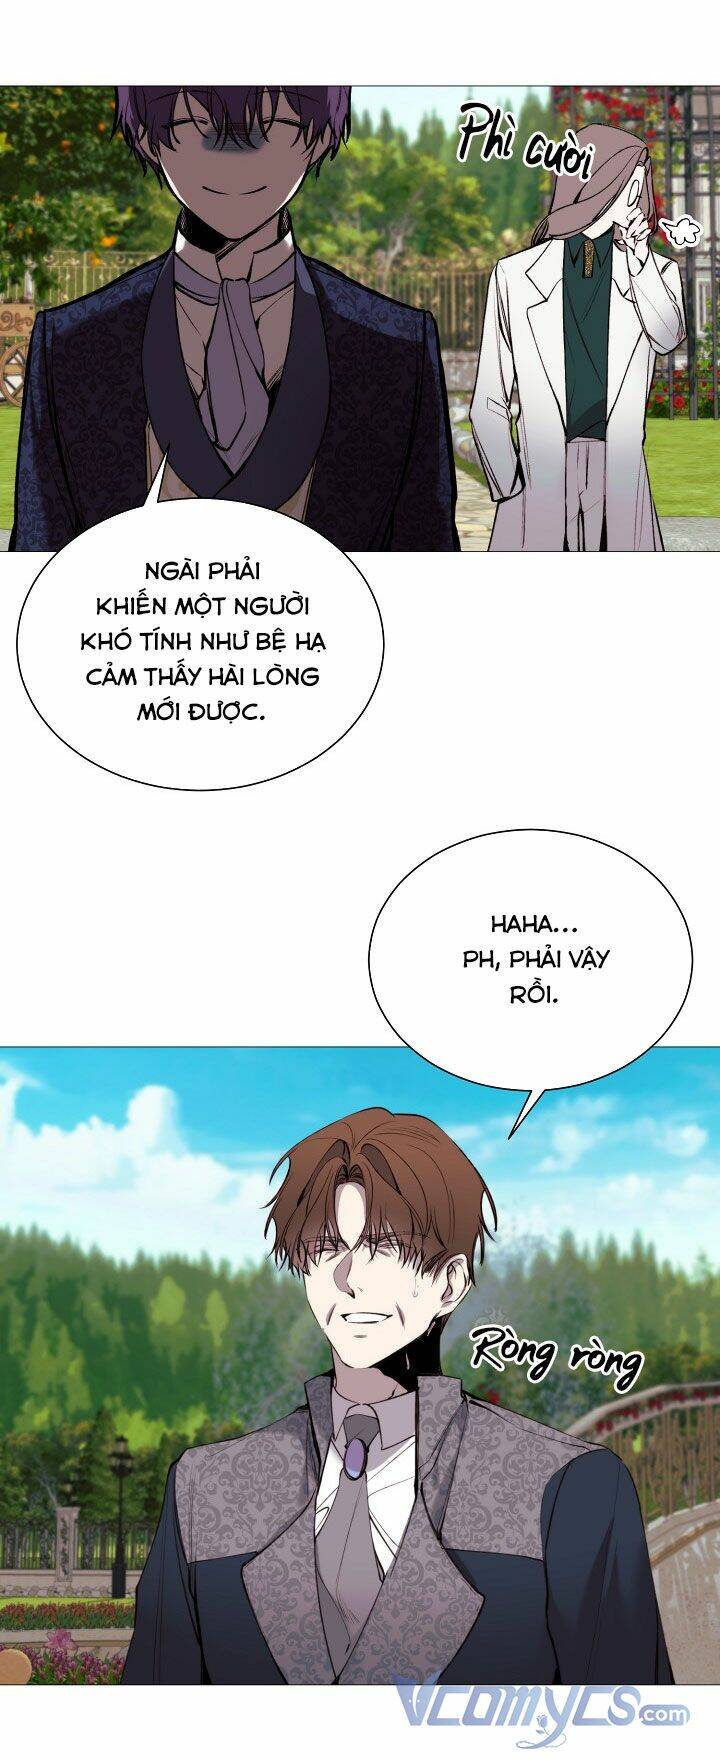 Phì cười
NGÀI PHẢI
KHIẾN MỘT NGƯỜI
KHÓ TÍNH NHƯ BỆ HẠ
CẢM THẤY HÀI LÒNG
MỚI ĐƯỢC.
HAHA...
PH, PHẢI VẬY
RỒI.
Ròng ròng
VCOMYCS.com